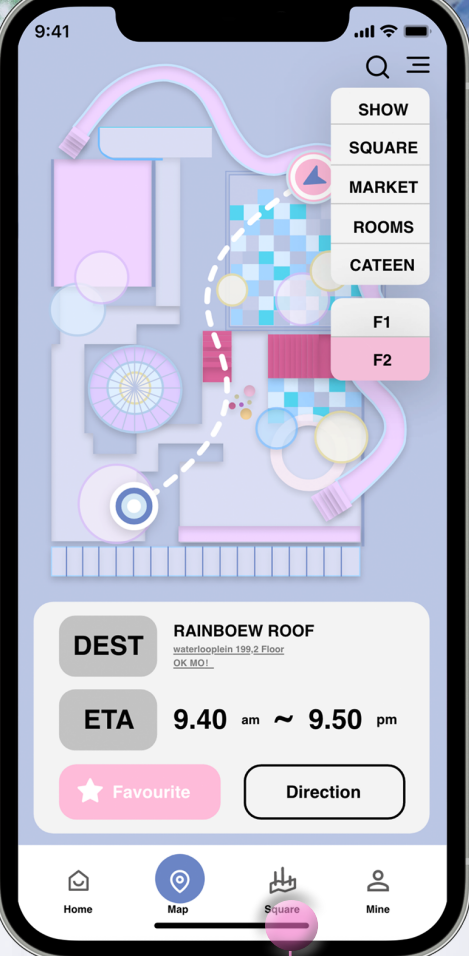 9:41
SHOW
SQUARE
MARKET
ROOMS
CATEEN
F1
F2
DEST
RAINBOEW ROOF
waterlooplein 199,2 Floor
OK MO!
ETA
9.40 am ~ 9.50 pm
Favourite
Direction
Home
Map
Square
Mine